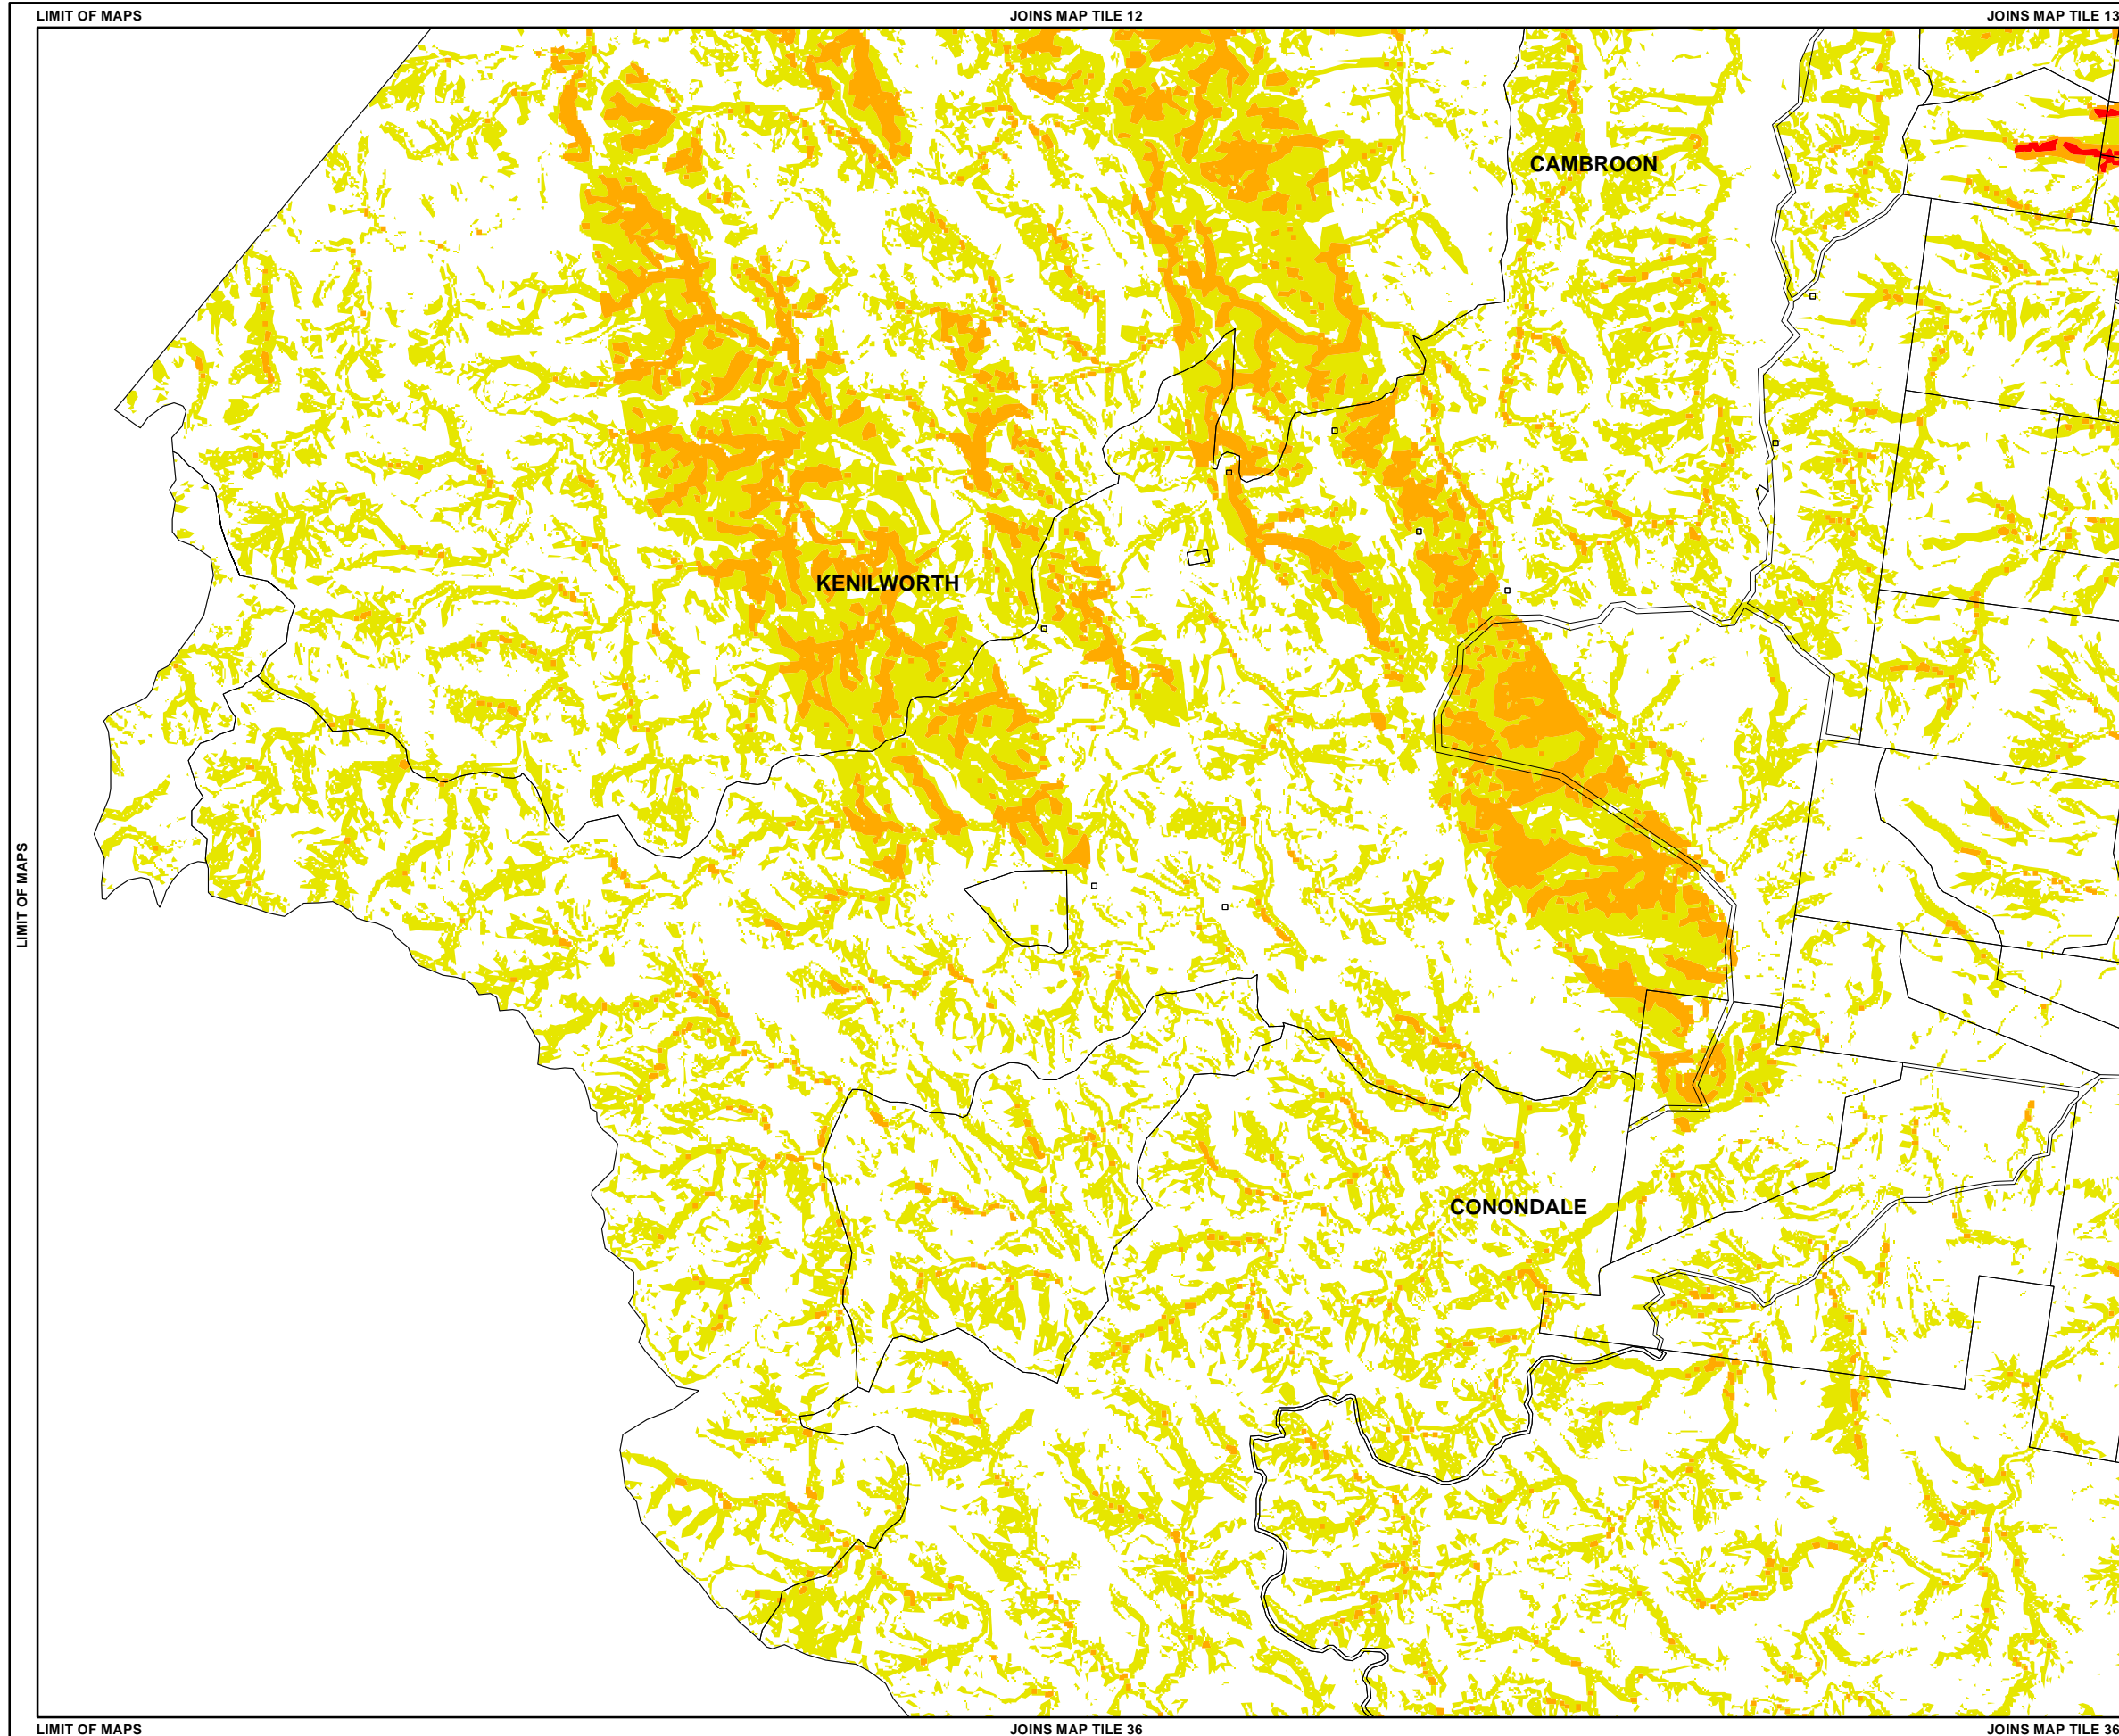 LIMIT OF MAPS
JOINS MAP TILE 12
JOINS MAP TILE 13
CAMBROON
KENILWORTH
LIMIT OF MAPS
CONONDALE
LIMIT OF MAPS
JOINS MAP TILE 36
JOINS MAP TILE 36